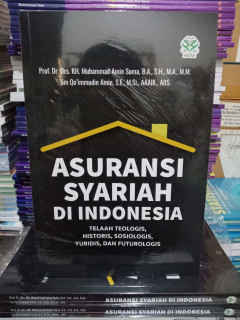 Prof. Dr. Drs. KH. Muhammad Amin Suma, B.A., S.H., M.A., M.M.
Iim Qo'immudin Amin, S.E., M.Si., AAAIK., AIIS.
ASURANSI
SYARIAH
DI INDONESIA
TELAAH TEOLOGIS,
HISTORIS, SOSIOLOGIS,
YURIDIS, DAN FUTUROLOGIS
ASURANSI SYARIAH DI INDONESIA
ASURANSI SYARIAH DI INDONESIA